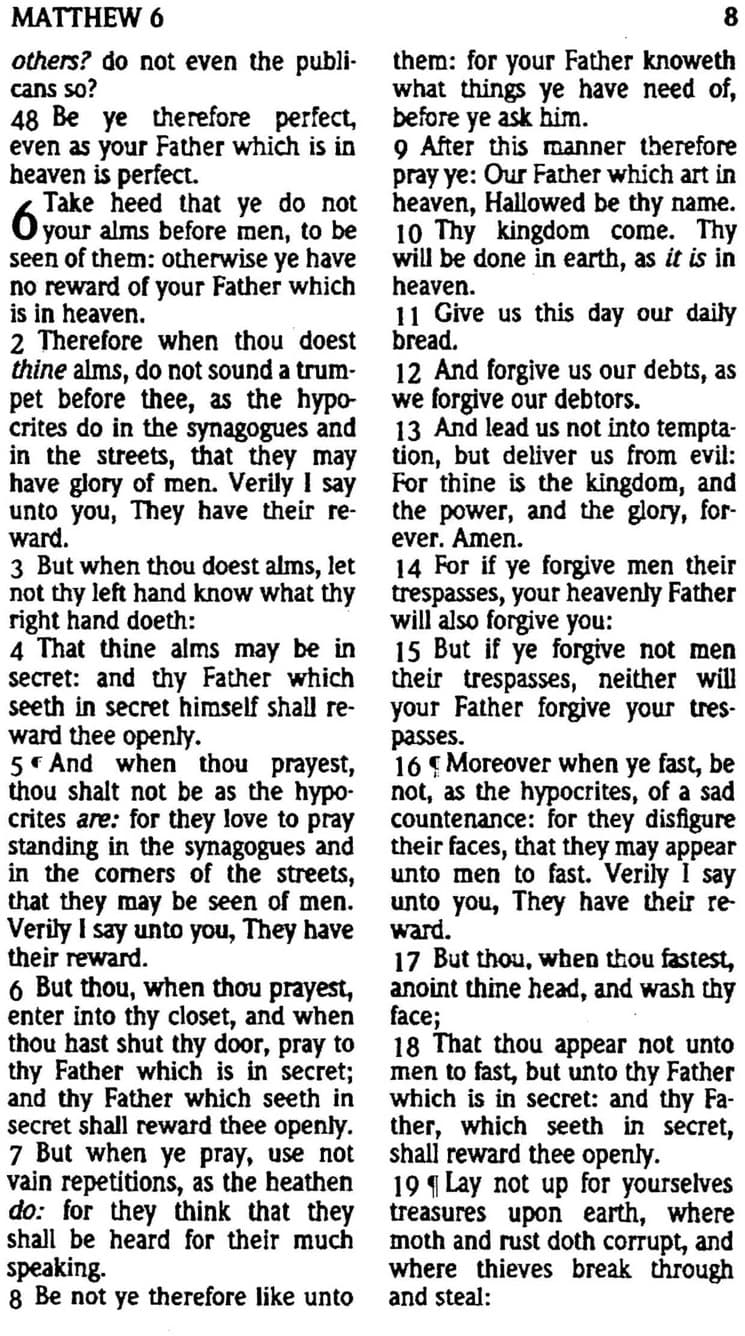 MATTHEW 6 8
others? do not even the publi-
cans so?
48 Be ye therefore perfect,
even as your Father which is in
heaven is perfect.
6 Take heed that ye do not
your alms before men, to be
seen of them: otherwise ye have
no reward of your Father which
is in heaven.
2 Therefore when thou doest
thine alms, do not sound a trum-
pet before thee, as the hypo-
crites do in the synagogues and
in the streets, that they may
have glory of men. Verily I say
unto you, They have their re-
ward.
3 But when thou doest alms, let
not thy left hand know what thy
right hand doeth:
4 That thine alms may be in
secret: and thy Father which
seeth in secret himself shall re-
ward thee openly.
5 ¶ And when thou prayest,
thou shalt not be as the hypo-
crites are: for they love to pray
standing in the synagogues and
in the corners of the streets,
that they may be seen of men.
Verily I say unto you, They have
their reward.
6 But thou, when thou prayest,
enter into thy closet, and when
thou hast shut thy door, pray to
thy Father which is in secret;
and thy Father which seeth in
secret shall reward thee openly.
7 But when ye pray, use not
vain repetitions, as the heathen
do: for they think that they
shall be heard for their much
speaking.
8 Be not ye therefore like unto
them: for your Father knoweth
what things ye have need of,
before ye ask him.
9 After this manner therefore
pray ye: Our Father which art in
heaven, Hallowed be thy name.
10 Thy kingdom come. Thy
will be done in earth, as it is in
heaven.
11 Give us this day our daily
bread.
12 And forgive us our debts, as
we forgive our debtors.
13 And lead us not into tempta-
tion, but deliver us from evil:
For thine is the kingdom, and
the power, and the glory, for-
ever. Amen.
14 For if ye forgive men their
trespasses, your heavenly Father
will also forgive you:
15 But if ye forgive not men
their trespasses, neither will
your Father forgive your tres-
passes.
16 ¶ Moreover when ye fast, be
not, as the hypocrites, of a sad
countenance: for they disfigure
their faces, that they may appear
unto men to fast. Verily I say
unto you, They have their re-
ward.
17 But thou, when thou fastest,
anoint thine head, and wash thy
face;
18 That thou appear not unto
men to fast, but unto thy Father
which is in secret: and thy Fa-
ther, which seeth in secret,
shall reward thee openly.
19 ¶ Lay not up for yourselves
treasures upon earth, where
moth and rust doth corrupt, and
where thieves break through
and steal: